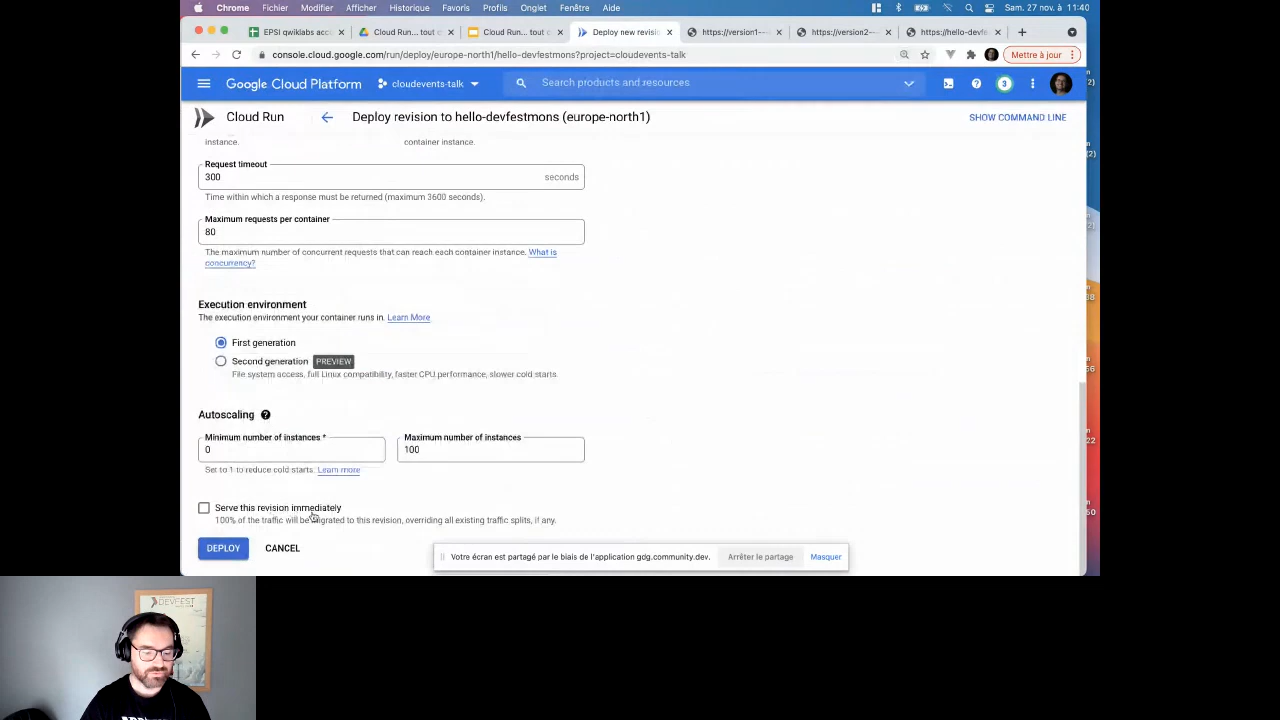 Chrome Fichier Modifier Afficher Historique Favoris Profils Onglet Fenêtre Aide
Sam. 27 nov. à 11:40
EPSI qwiklabs acc
Cloud Run... tout c
Cloud Run... tout c
Deploy new revisio
https://version1---
https://version2---
https://hello-devfes
console.cloud.google.com/run/deploy/europe-north1/hello-devfestmons?project=cloudevents-talk
Mettre à jour
Google Cloud Platform
cloudevents-talk
Search products and resources
3
Cloud Run
Deploy revision to hello-devfestmons (europe-north1)
SHOW COMMAND LINE
instance.
container instance.
Request timeout
300
seconds
Time within which a response must be returned (maximum 3600 seconds).
Maximum requests per container
80
The maximum number of concurrent requests that can reach each container instance. What is
concurrency?
Execution environment
The execution environment your container runs in. Learn More
First generation
Second generation PREVIEW
File system access, full Linux compatibility, faster CPU performance, slower cold starts.
Autoscaling
Minimum number of instances *
0
Maximum number of instances
100
Set to 1 to reduce cold starts. Learn more
Serve this revision immediately
100% of the traffic will be migrated to this revision, overriding all existing traffic splits, if any.
DEPLOY
CANCEL
Votre écran est partagé par le biais de l'application gdg.community.dev.
Arrêter le partage
Masquer
DEVFEST